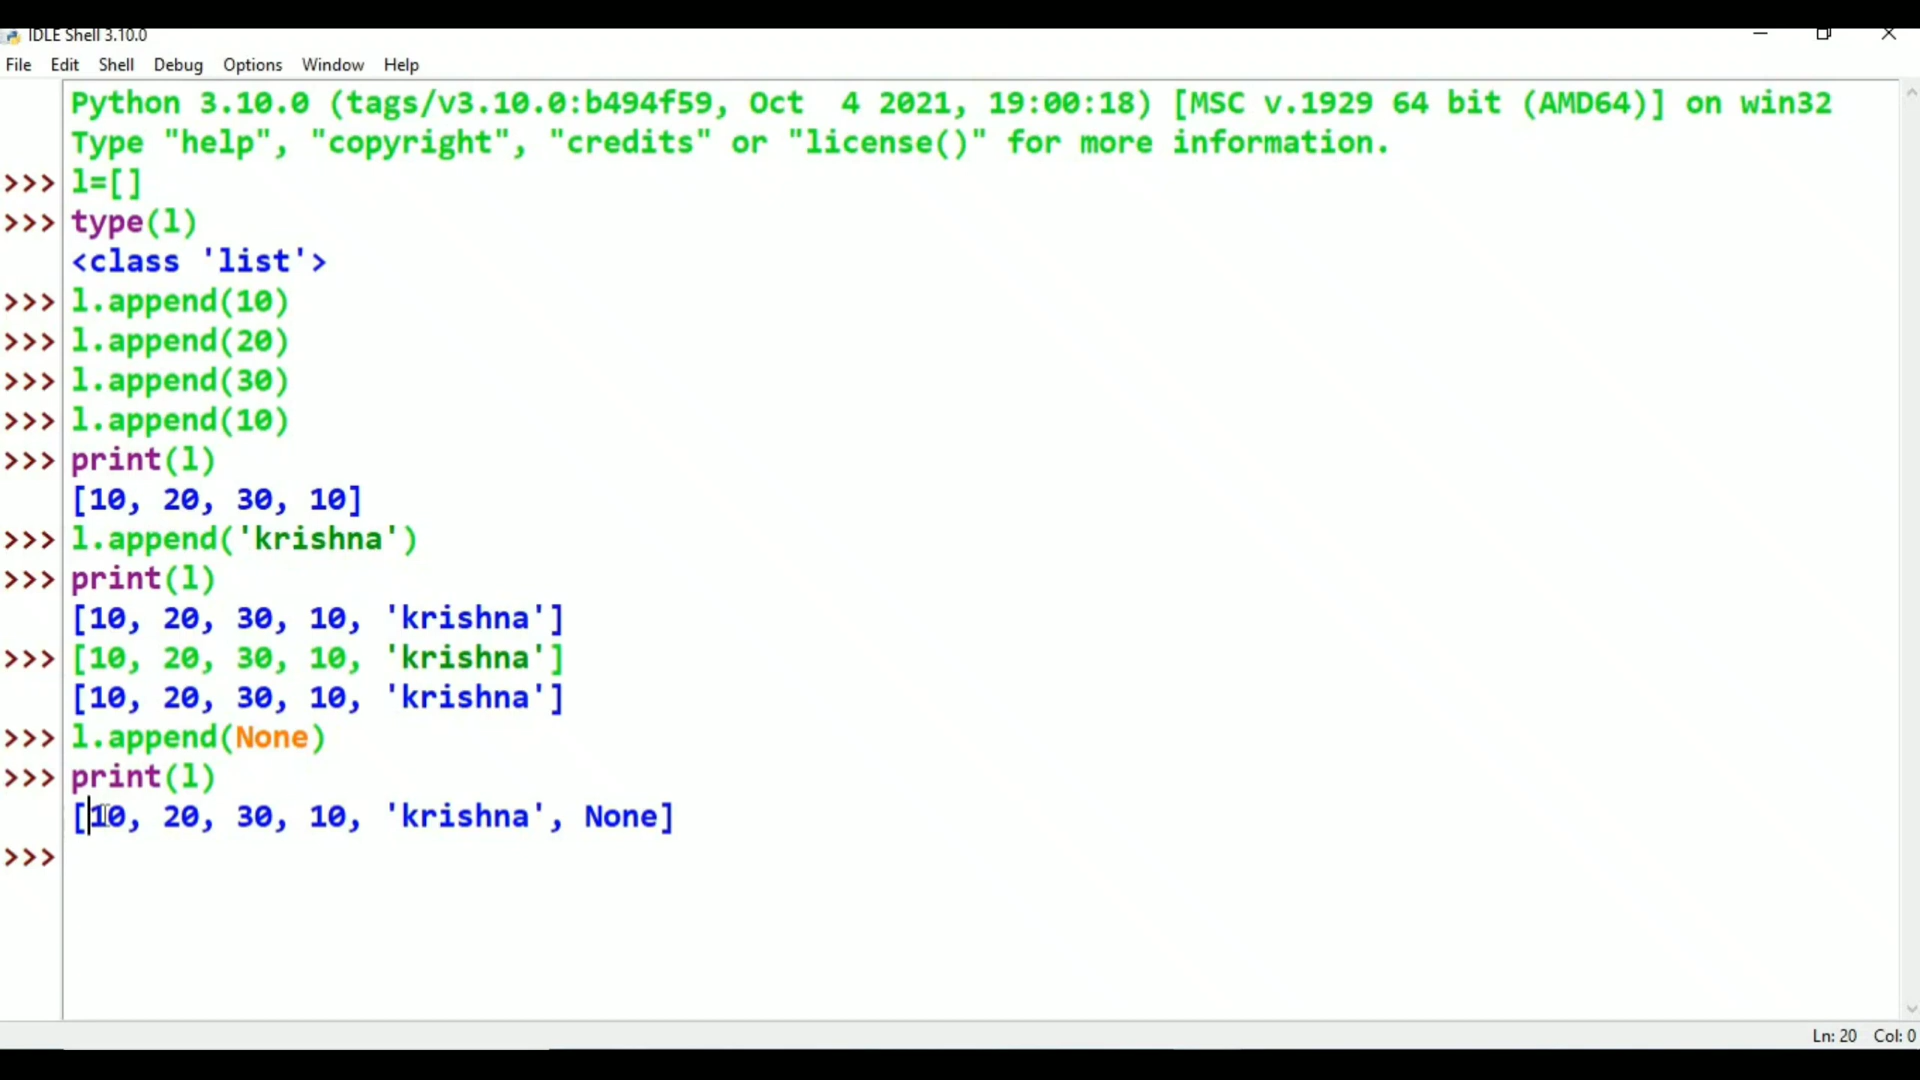 IDLE Shell 3.10.0
File Edit Shell Debug Options Window Help
Python 3.10.0 (tags/v3.10.0:b494f59, Oct  4 2021, 19:00:18) [MSC v.1929 64 bit (AMD64)] on win32
Type "help", "copyright", "credits" or "license()" for more information.
>>> l=[]
>>> type(l)
<class 'list'>
>>> l.append(10)
>>> l.append(20)
>>> l.append(30)
>>> l.append(10)
>>> print(l)
[10, 20, 30, 10]
>>> l.append('krishna')
>>> print(l)
[10, 20, 30, 10, 'krishna']
>>> [10, 20, 30, 10, 'krishna']
[10, 20, 30, 10, 'krishna']
>>> l.append(None)
>>> print(l)
[10, 20, 30, 10, 'krishna', None]
>>>
Ln: 20 Col: 0